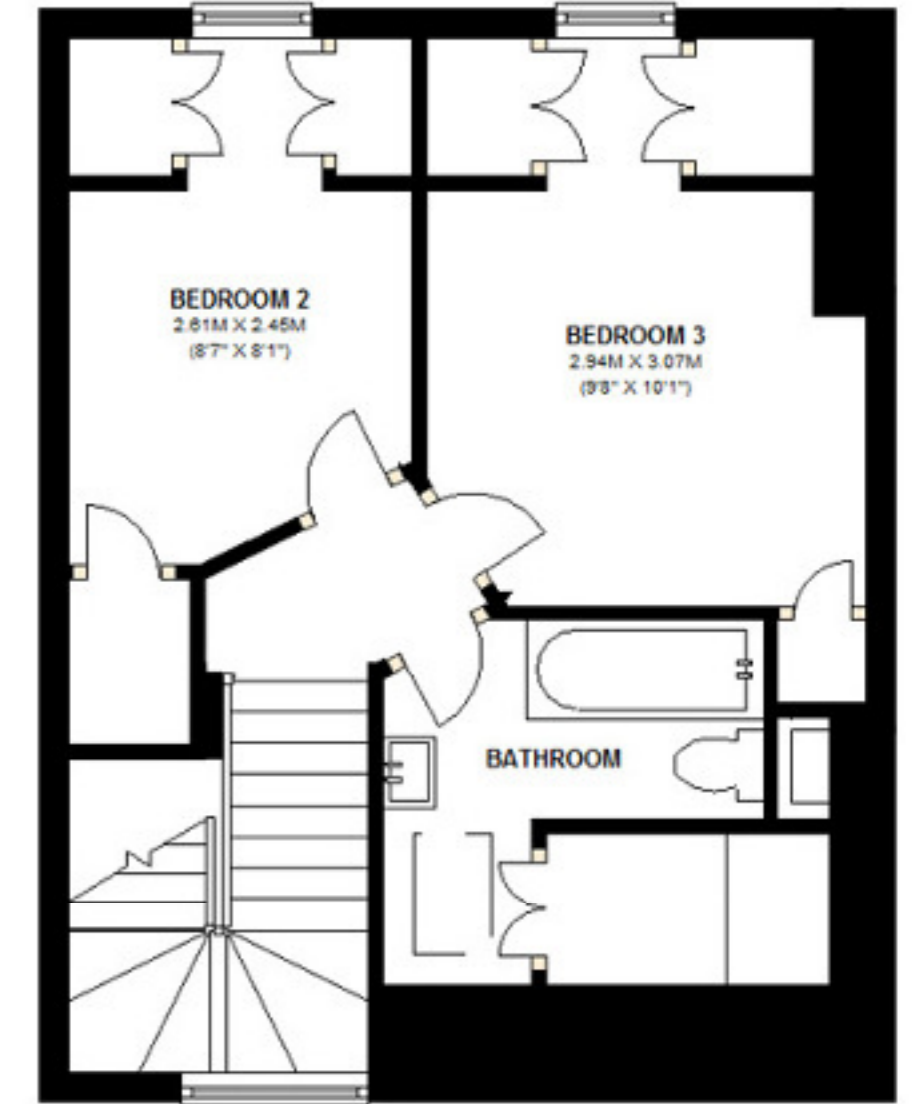 BEDROOM 2
2.61M X 2.45M
(8'7" X 8'1")
BEDROOM 3
2.94M X 3.07M
(9'8" X 10'1")
BATHROOM